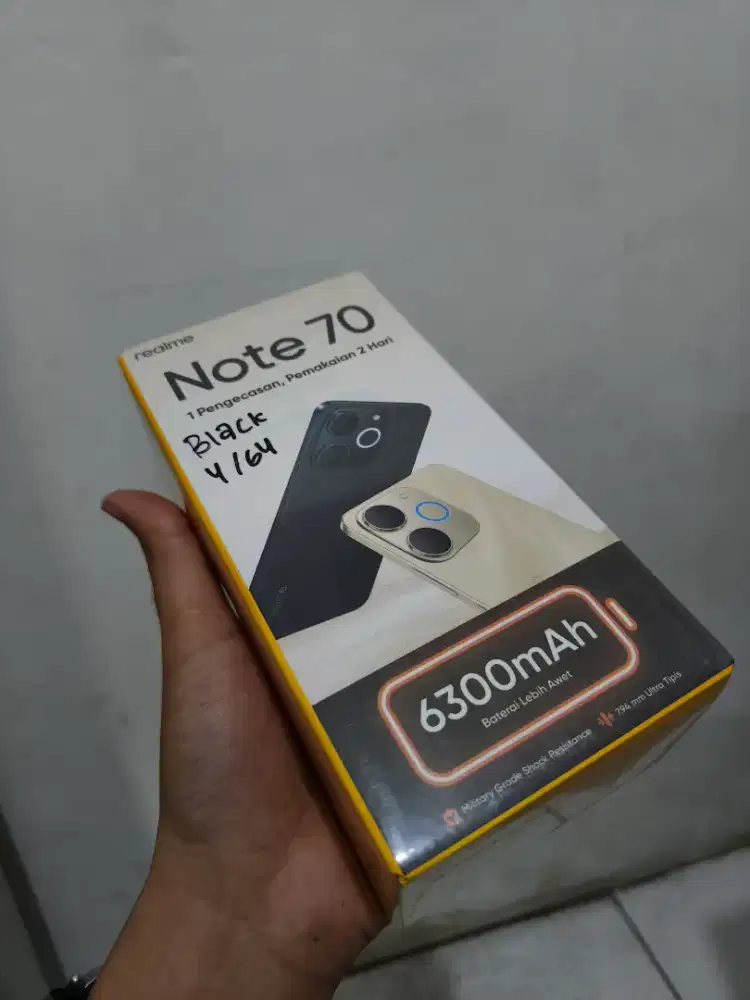 realme
Note 70
1 Pengecasan, Pemakaian 2 Hari
Black
4/64
6300mAh
Baterai Lebih Awet
Military Grade Shock Resistance
7.94 mm Ultra Tipis